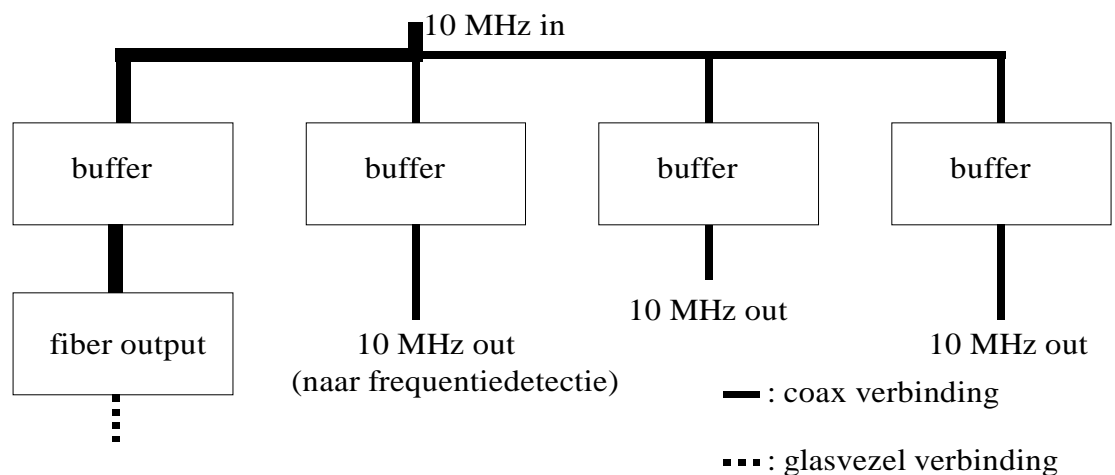 10 MHz in
buffer
buffer
buffer
buffer
fiber output
10 MHz out
(naar frequentiedetectie)
10 MHz out
10 MHz out
: coax verbinding
: glasvezel verbinding